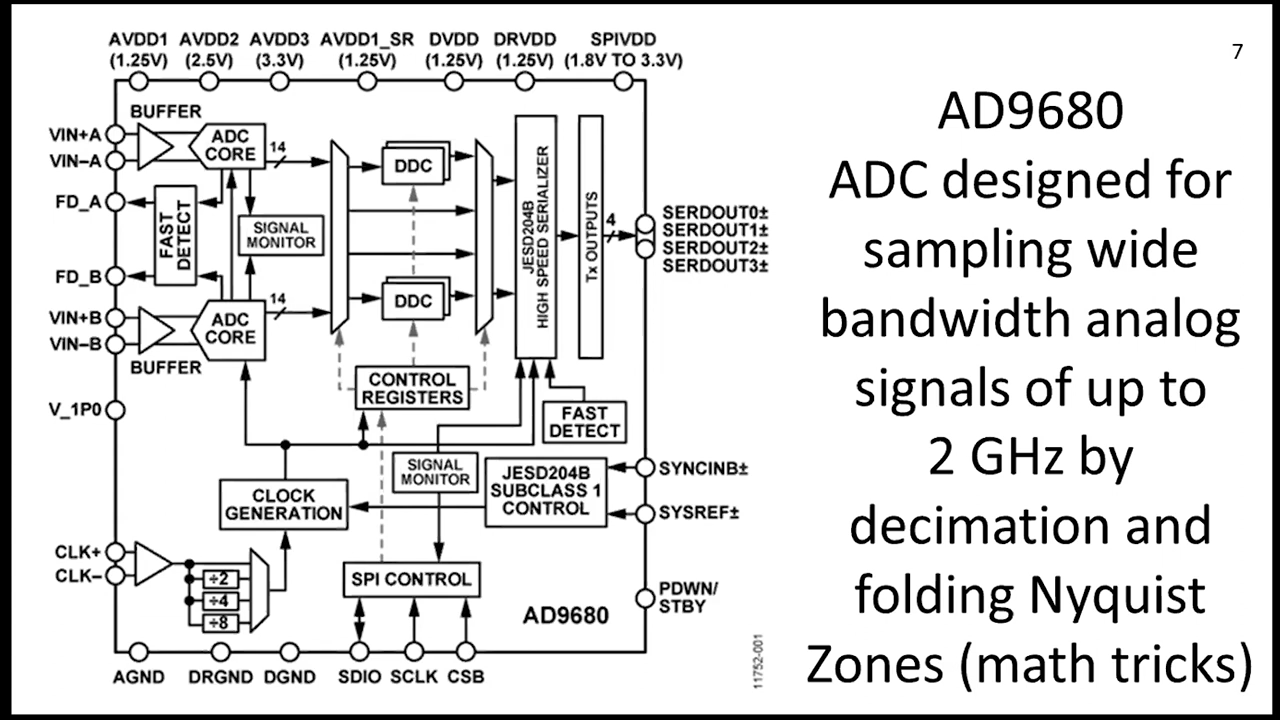 AVDD1 AVDD2 AVDD3 AVDD1_SR DVDD DRVDD SPIVDD
(1.25V) (2.5V) (3.3V) (1.25V) (1.25V) (1.25V) (1.8V TO 3.3V)
7
BUFFER
VIN+A
VIN–A
ADC
CORE
14
DDC
FD_A
FAST
DETECT
SIGNAL
MONITOR
FD_B
DDC
14
VIN+B
VIN–B
ADC
CORE
BUFFER
JESD204B
HIGH SPEED SERIALIZER
Tx OUTPUTS
4
SERDOUT0±
SERDOUT1±
SERDOUT2±
SERDOUT3±
CONTROL
REGISTERS
V_1P0
FAST
DETECT
SIGNAL
MONITOR
JESD204B
SUBCLASS 1
CONTROL
SYNCINB±
SYSREF±
CLOCK
GENERATION
CLK+
CLK–
÷2
÷4
÷8
SPI CONTROL
PDWN/
STBY
AD9680
AGND DRGND DGND SDIO SCLK CSB
11752-001
AD9680
ADC designed for
sampling wide
bandwidth analog
signals of up to
2 GHz by
decimation and
folding Nyquist
Zones (math tricks)